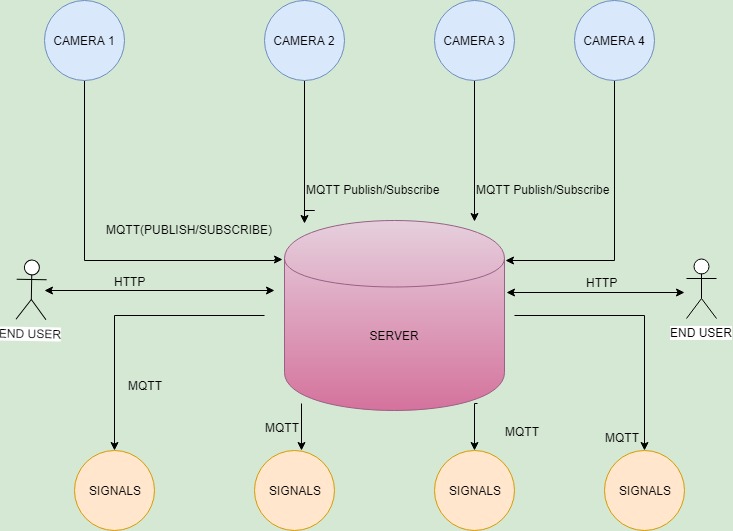 CAMERA 1
CAMERA 2
CAMERA 3
CAMERA 4
MQTT Publish/Subscribe
MQTT Publish/Subscribe
MQTT(PUBLISH/SUBSCRIBE)
HTTP
HTTP
END USER
SERVER
END USER
MQTT
MQTT
MQTT
MQTT
SIGNALS
SIGNALS
SIGNALS
SIGNALS